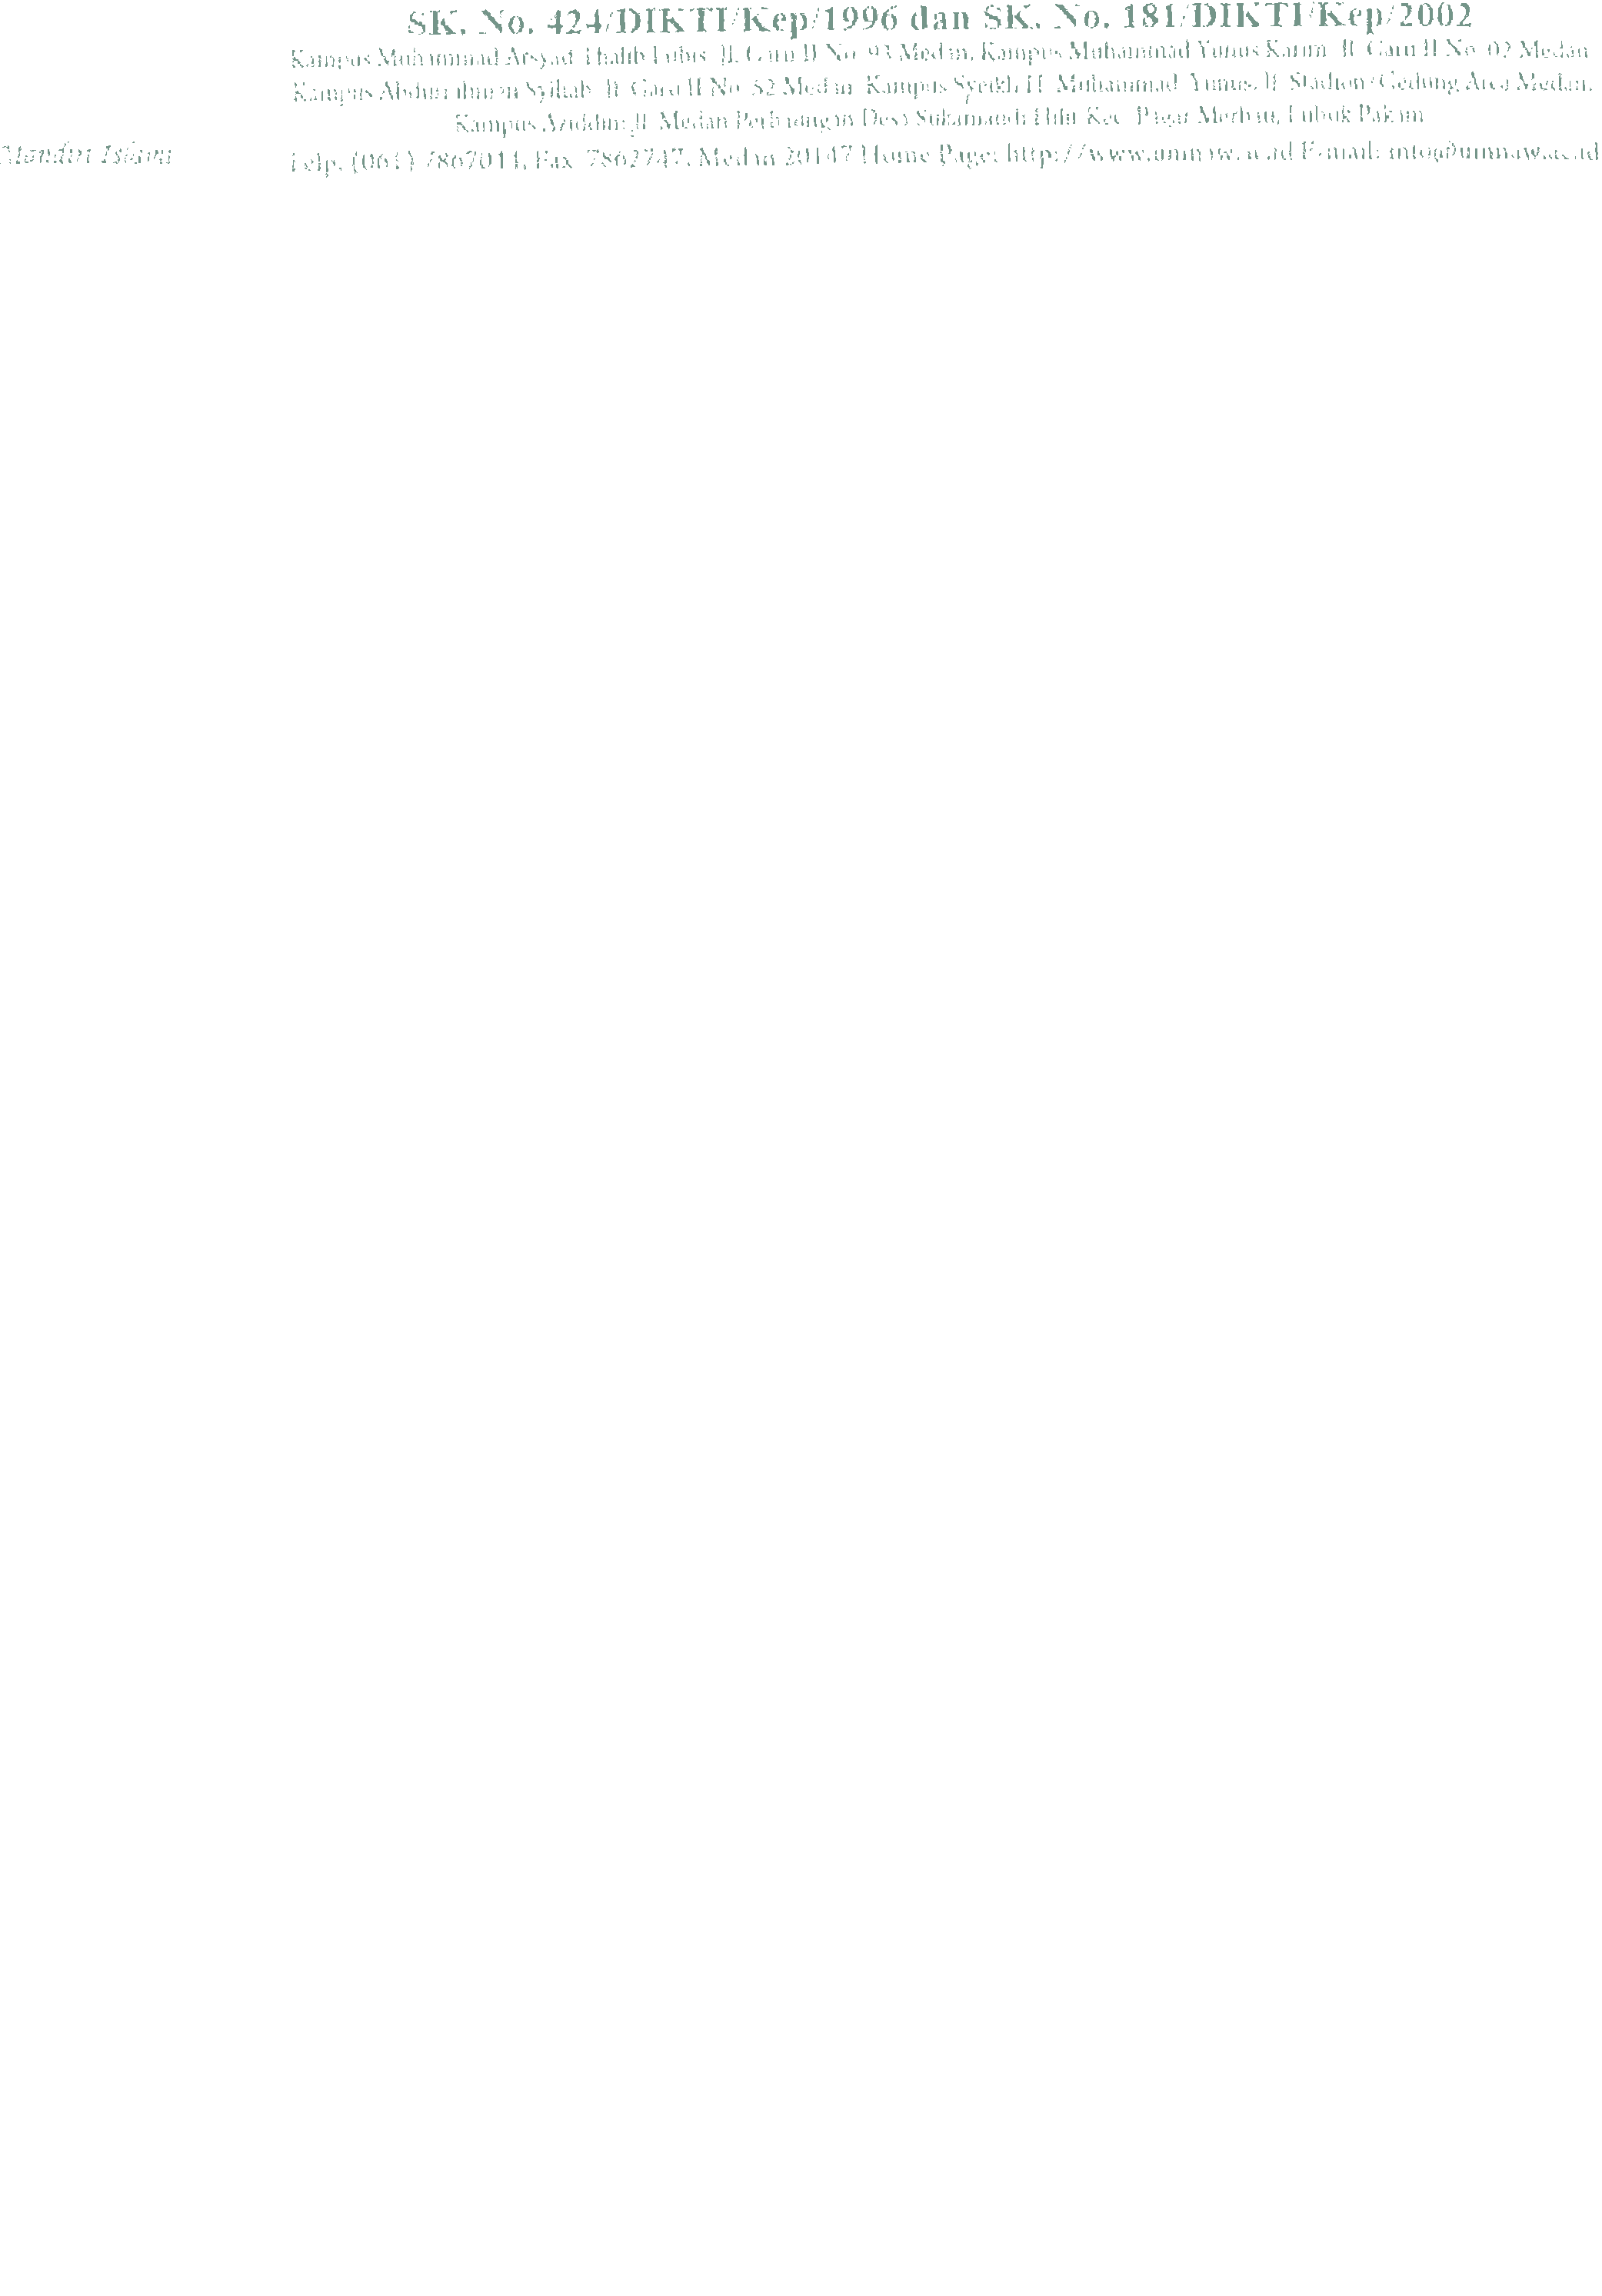 SK. No. 424/DIKTI/Kep/1996 dan SK. No. 181/DIKTI/Kep/2002
Kampus Muhammad Arsyad Thalib Lubis Jl. Garu II No. 93 Medan, Kampus Muhammad Yunus Karim Jl. Garu II No. 02 Medan
Kampus Abdurrahman Syihab Jl. Garu II No. 52 Medan Kampus Syeikh H. Muhammad Yunus, Jl. Stadion/Gedung Arca Medan,
Kampus Aziddin: Jl. Medan Perbaungan Desa Sukamandi Hilir Kec. Pagar Merbau, Lubuk Pakam
Mandiri Islami
Telp. (061) 7867044, Fax. 7862747, Medan 20147 Home Page: http://www.umnaw.ac.id E-mail: info@umnaw.ac.id